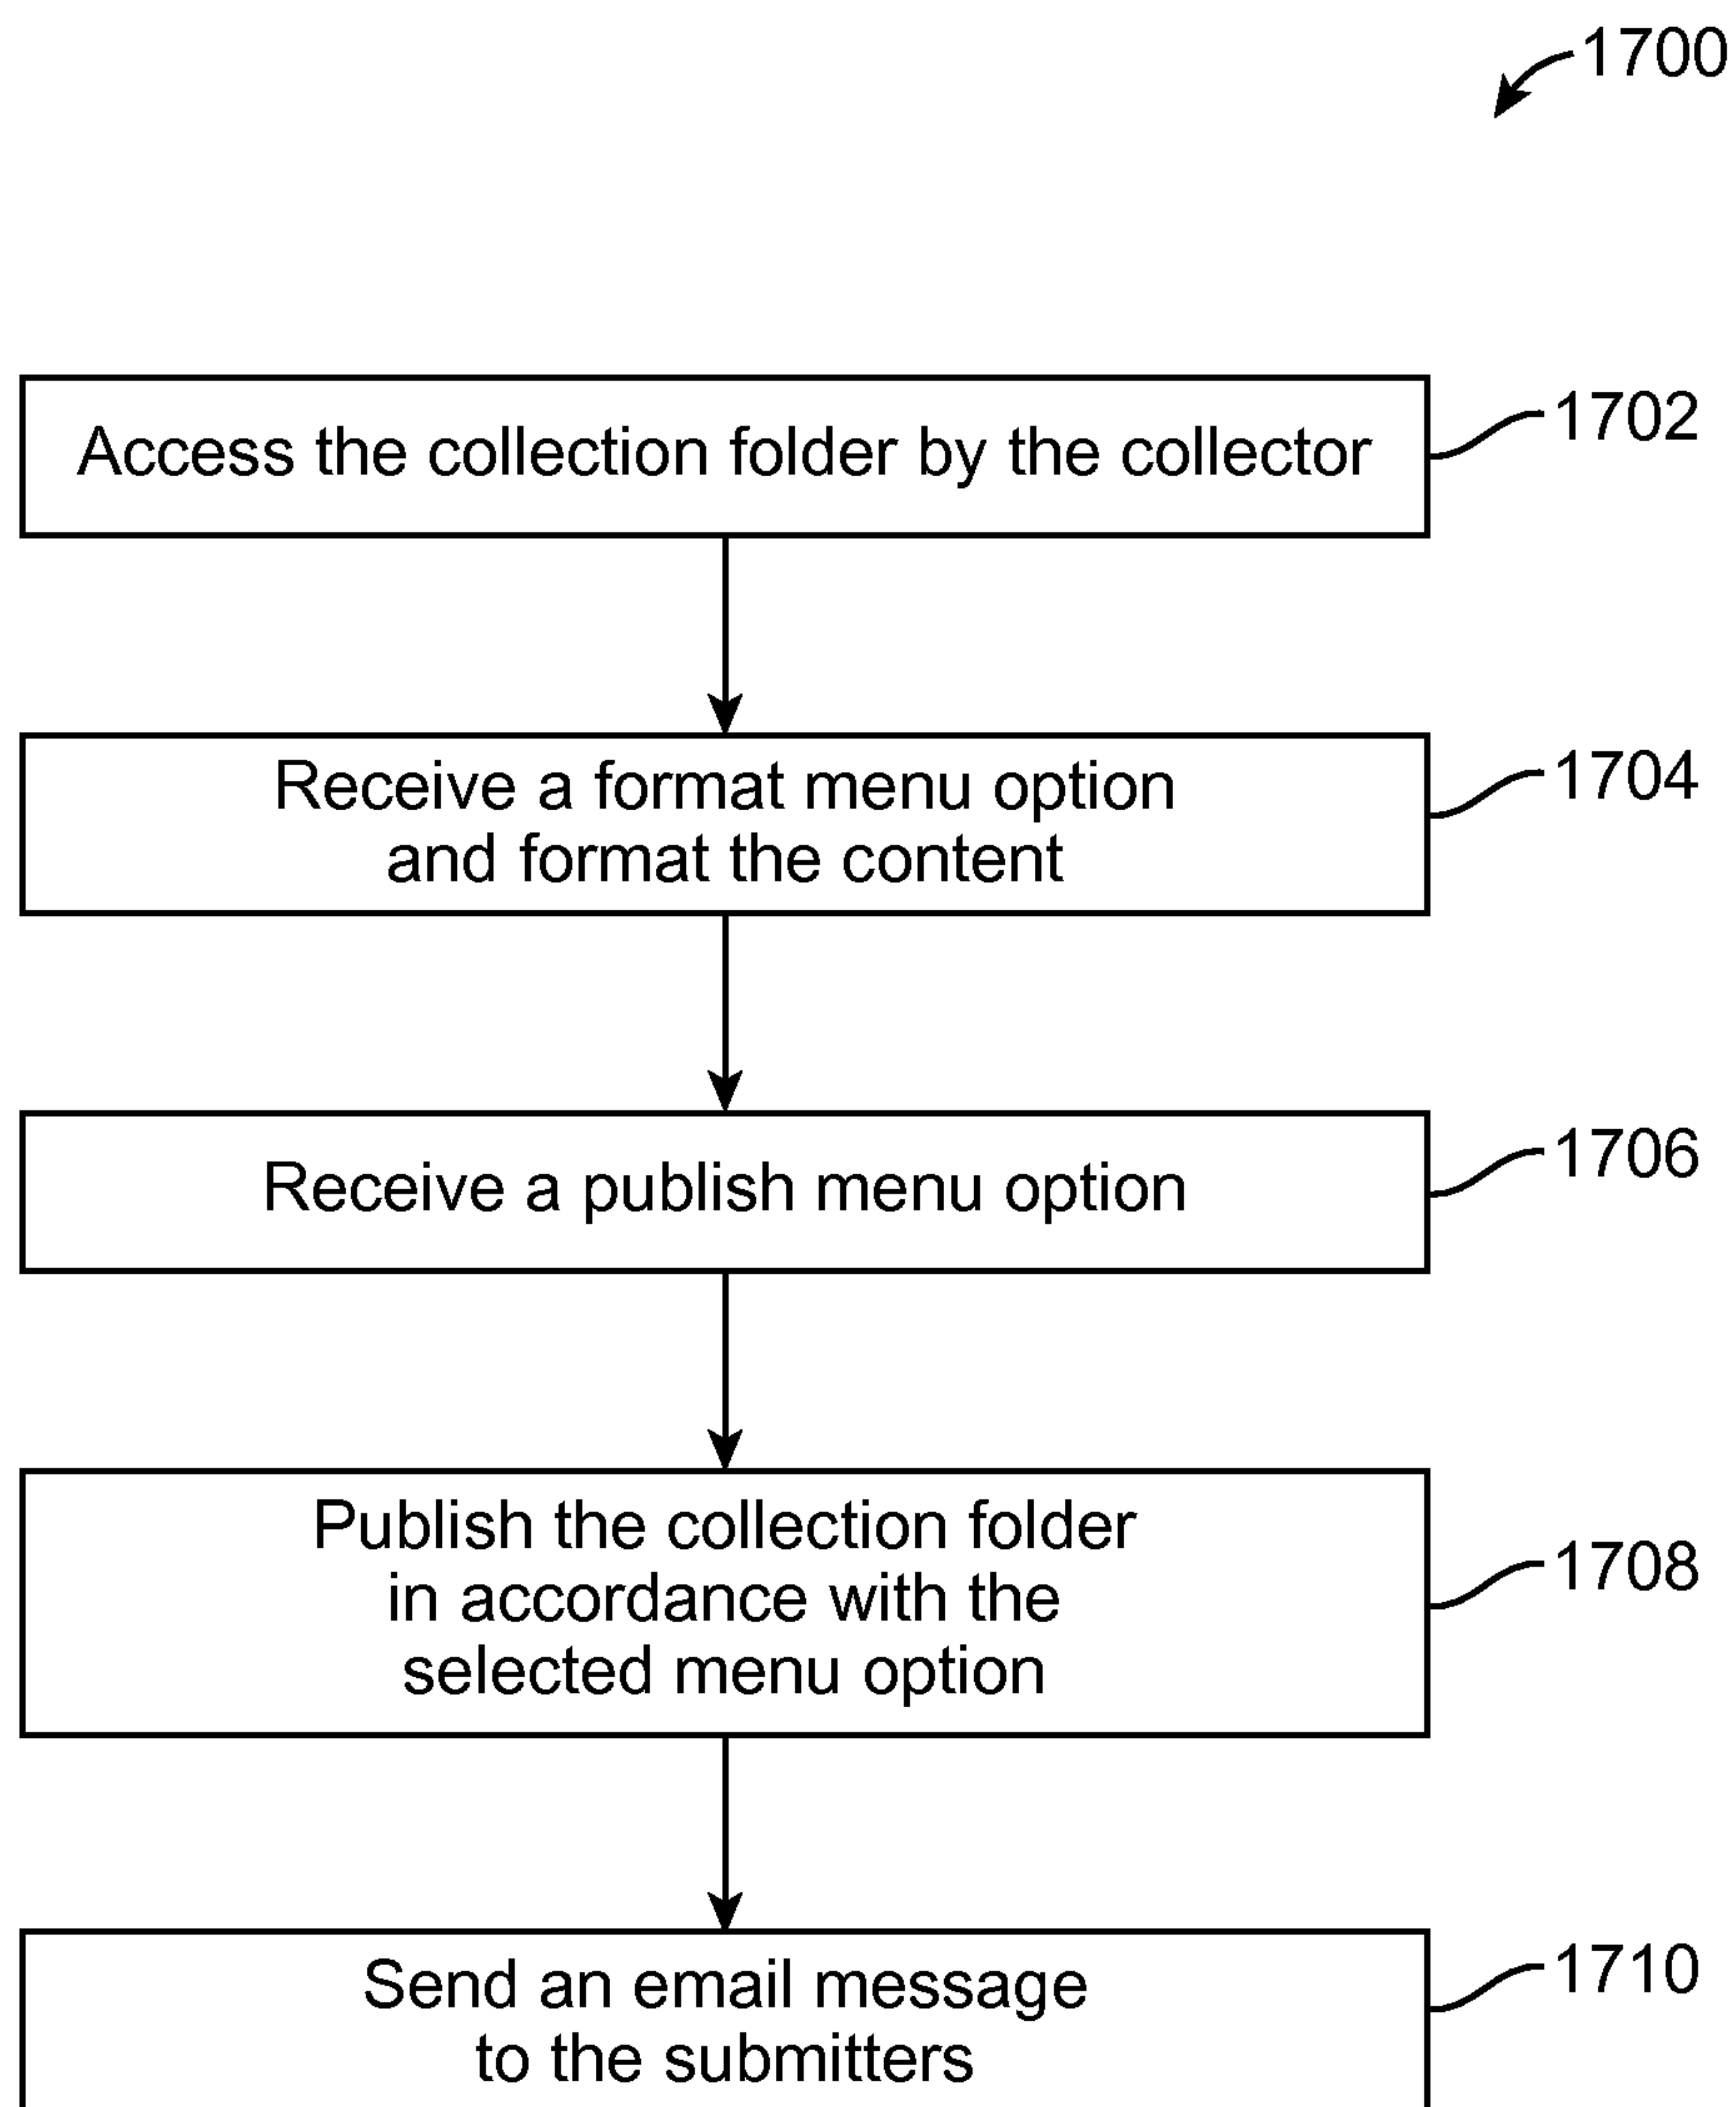 1700
Access the collection folder by the collector
1702
Receive a format menu option
and format the content
1704
Receive a publish menu option
1706
Publish the collection folder
in accordance with the
selected menu option
1708
Send an email message
to the submitters
1710